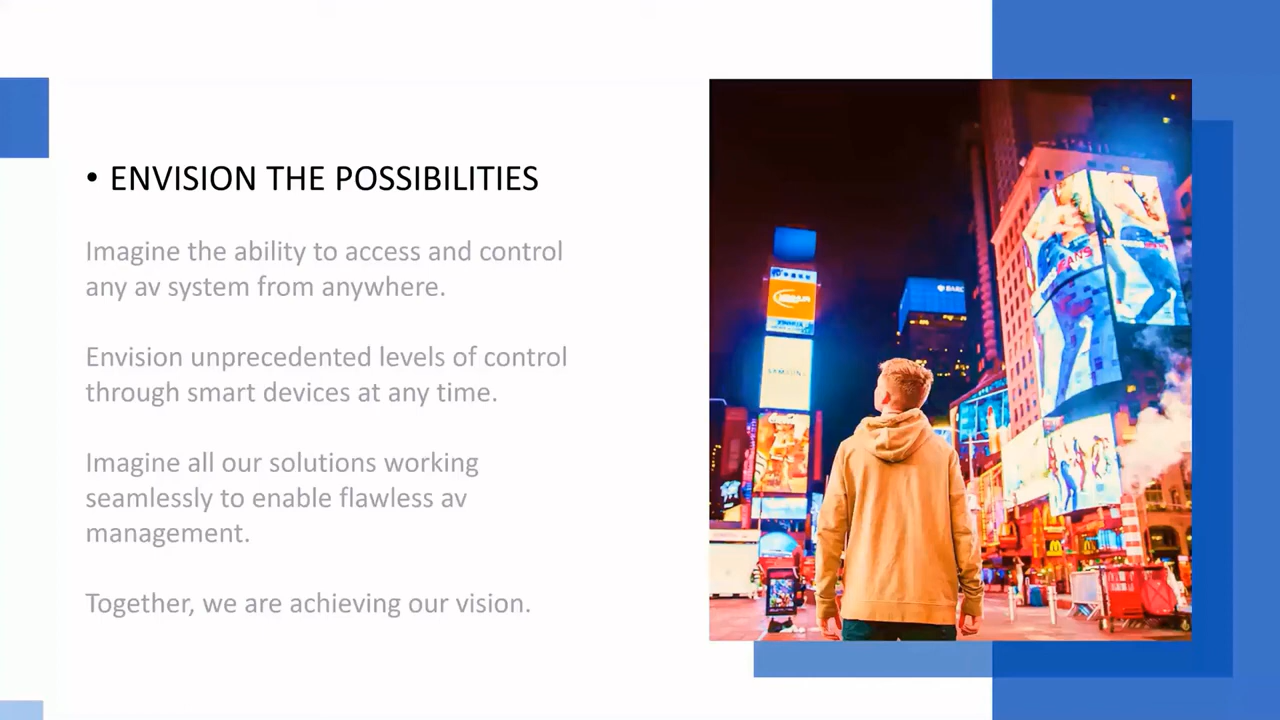 • ENVISION THE POSSIBILITIES
Imagine the ability to access and control
any av system from anywhere.
Envision unprecedented levels of control
through smart devices at any time.
Imagine all our solutions working
seamlessly to enable flawless av
management.
Together, we are achieving our vision.
SAMSUNG
JEANS